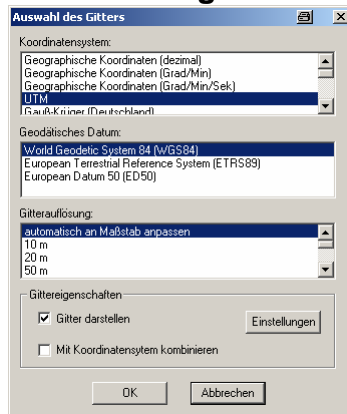 Auswahl des Gitters
Koordinatensystem:
Geographische Koordinaten (dezimal)
Geographische Koordinaten (Grad/Min)
Geographische Koordinaten (Grad/Min/Sek)
UTM
Gauß-Krüger (Deutschland)
Geodätisches Datum:
World Geodetic System 84 (WGS84)
European Terrestrial Reference System (ETRS89)
European Datum 50 (ED50)
Gitterauflösung:
automatisch an Maßstab anpassen
10 m
20 m
50 m
Gittereigenschaften
Gitter darstellen
Einstellungen
Mit Koordinatensytem kombinieren
OK
Abbrechen